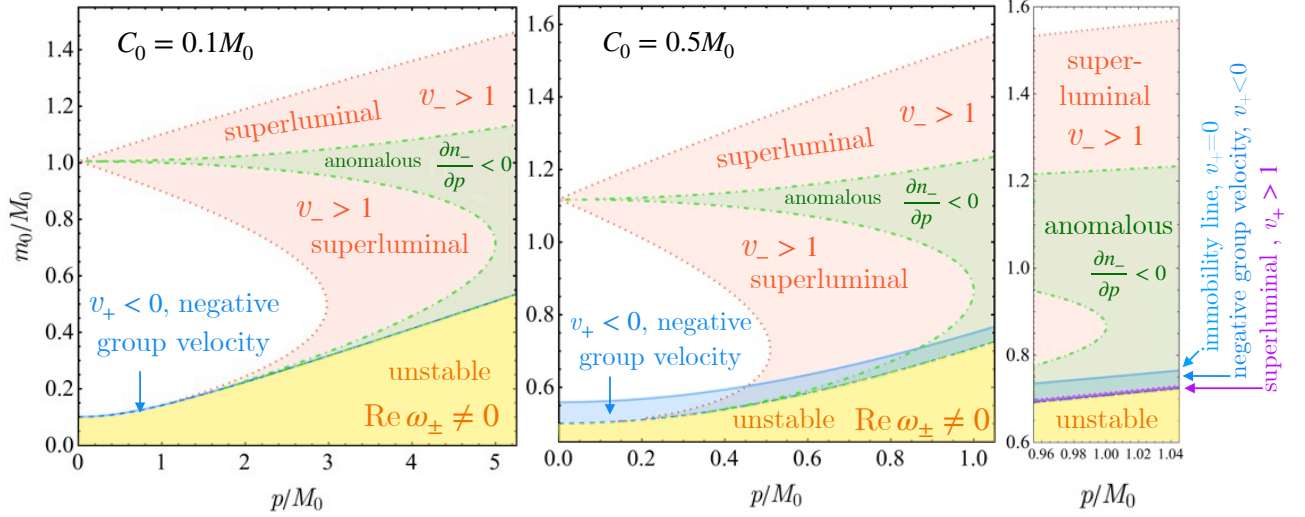 C₀ = 0.1M₀
superluminal
v₋ > 1
anomalous ∂n₋/∂p < 0
v₋ > 1
superluminal
v₊ < 0, negative
group velocity
unstable
Re ω± ≠ 0
m₀/M₀
1.4
1.2
1.0
0.8
0.6
0.4
0.2
0.0
0
1
2
3
4
5
p/M₀
C₀ = 0.5M₀
v₋ > 1
superluminal
anomalous ∂n₋/∂p < 0
v₋ > 1
superluminal
v₊ < 0, negative
group velocity
unstable
Re ω± ≠ 0
1.6
1.4
1.2
1.0
0.8
0.6
0.0
0.2
0.4
0.6
0.8
1.0
p/M₀
super-
luminal
v₋ > 1
anomalous
∂n₋/∂p < 0
unstable
1.6
1.4
1.2
1.0
0.8
0.6
0.96
0.98
1.00
1.02
1.04
p/M₀
immobility line, v₊=0
negative group velocity, v₊<0
superluminal , v₊ > 1